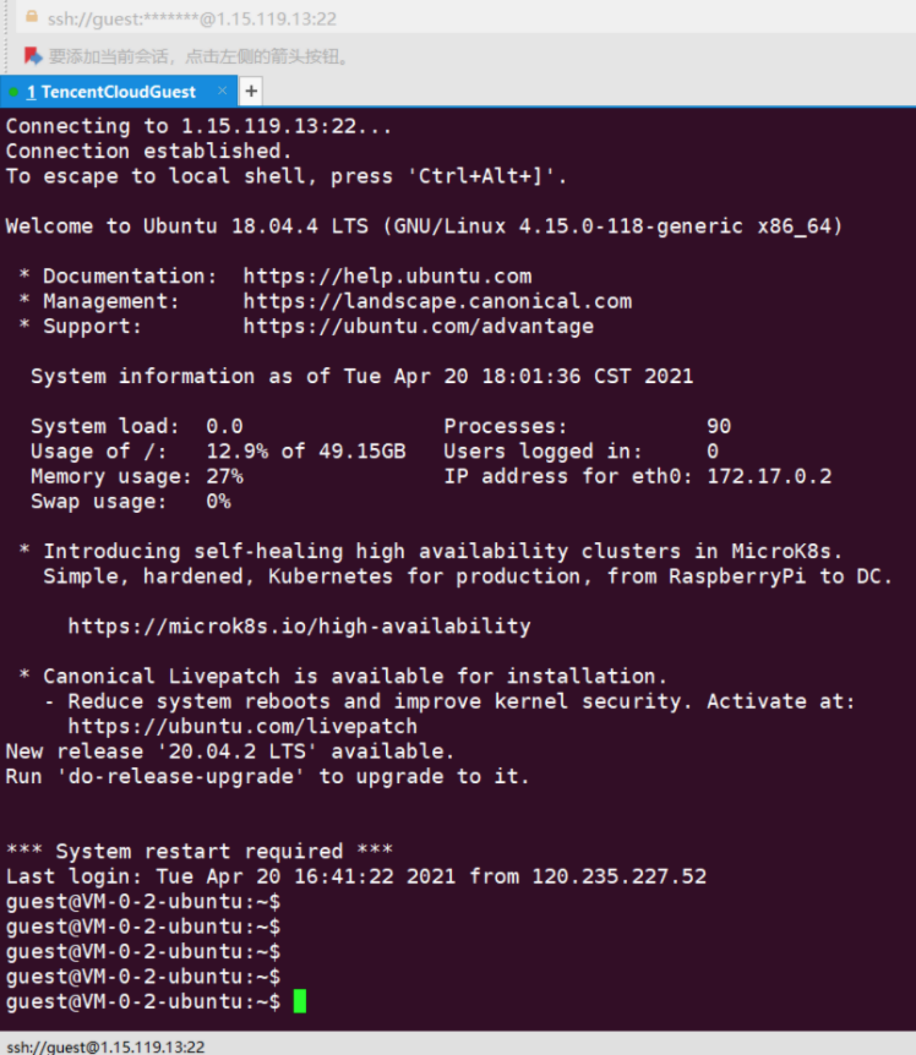 ssh://guest:*******@1.15.119.13:22
要添加当前会话，点击左侧的箭头按钮。
1 TencentCloudGuest × +
Connecting to 1.15.119.13:22...
Connection established.
To escape to local shell, press 'Ctrl+Alt+]'.
Welcome to Ubuntu 18.04.4 LTS (GNU/Linux 4.15.0-118-generic x86_64)
* Documentation:  https://help.ubuntu.com
* Management:     https://landscape.canonical.com
* Support:        https://ubuntu.com/advantage
System information as of Tue Apr 20 18:01:36 CST 2021
System load:  0.0                Processes:           90
Usage of /:   12.9% of 49.15GB   Users logged in:     0
Memory usage: 27%                IP address for eth0: 172.17.0.2
Swap usage:   0%
* Introducing self-healing high availability clusters in MicroK8s.
Simple, hardened, Kubernetes for production, from RaspberryPi to DC.
https://microk8s.io/high-availability
* Canonical Livepatch is available for installation.
- Reduce system reboots and improve kernel security. Activate at:
https://ubuntu.com/livepatch
New release '20.04.2 LTS' available.
Run 'do-release-upgrade' to upgrade to it.
*** System restart required ***
Last login: Tue Apr 20 16:41:22 2021 from 120.235.227.52
guest@VM-0-2-ubuntu:~$
guest@VM-0-2-ubuntu:~$
guest@VM-0-2-ubuntu:~$
guest@VM-0-2-ubuntu:~$
guest@VM-0-2-ubuntu:~$
ssh://guest@1.15.119.13:22